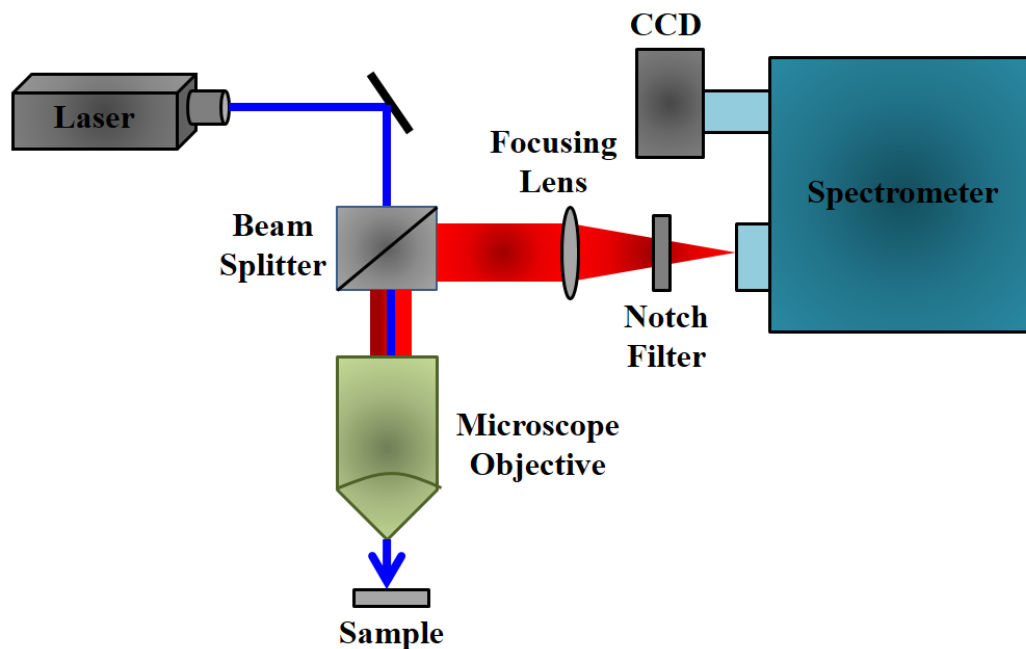 CCD
Laser
Focusing
Lens
Spectrometer
Beam
Splitter
Notch
Filter
Microscope
Objective
Sample